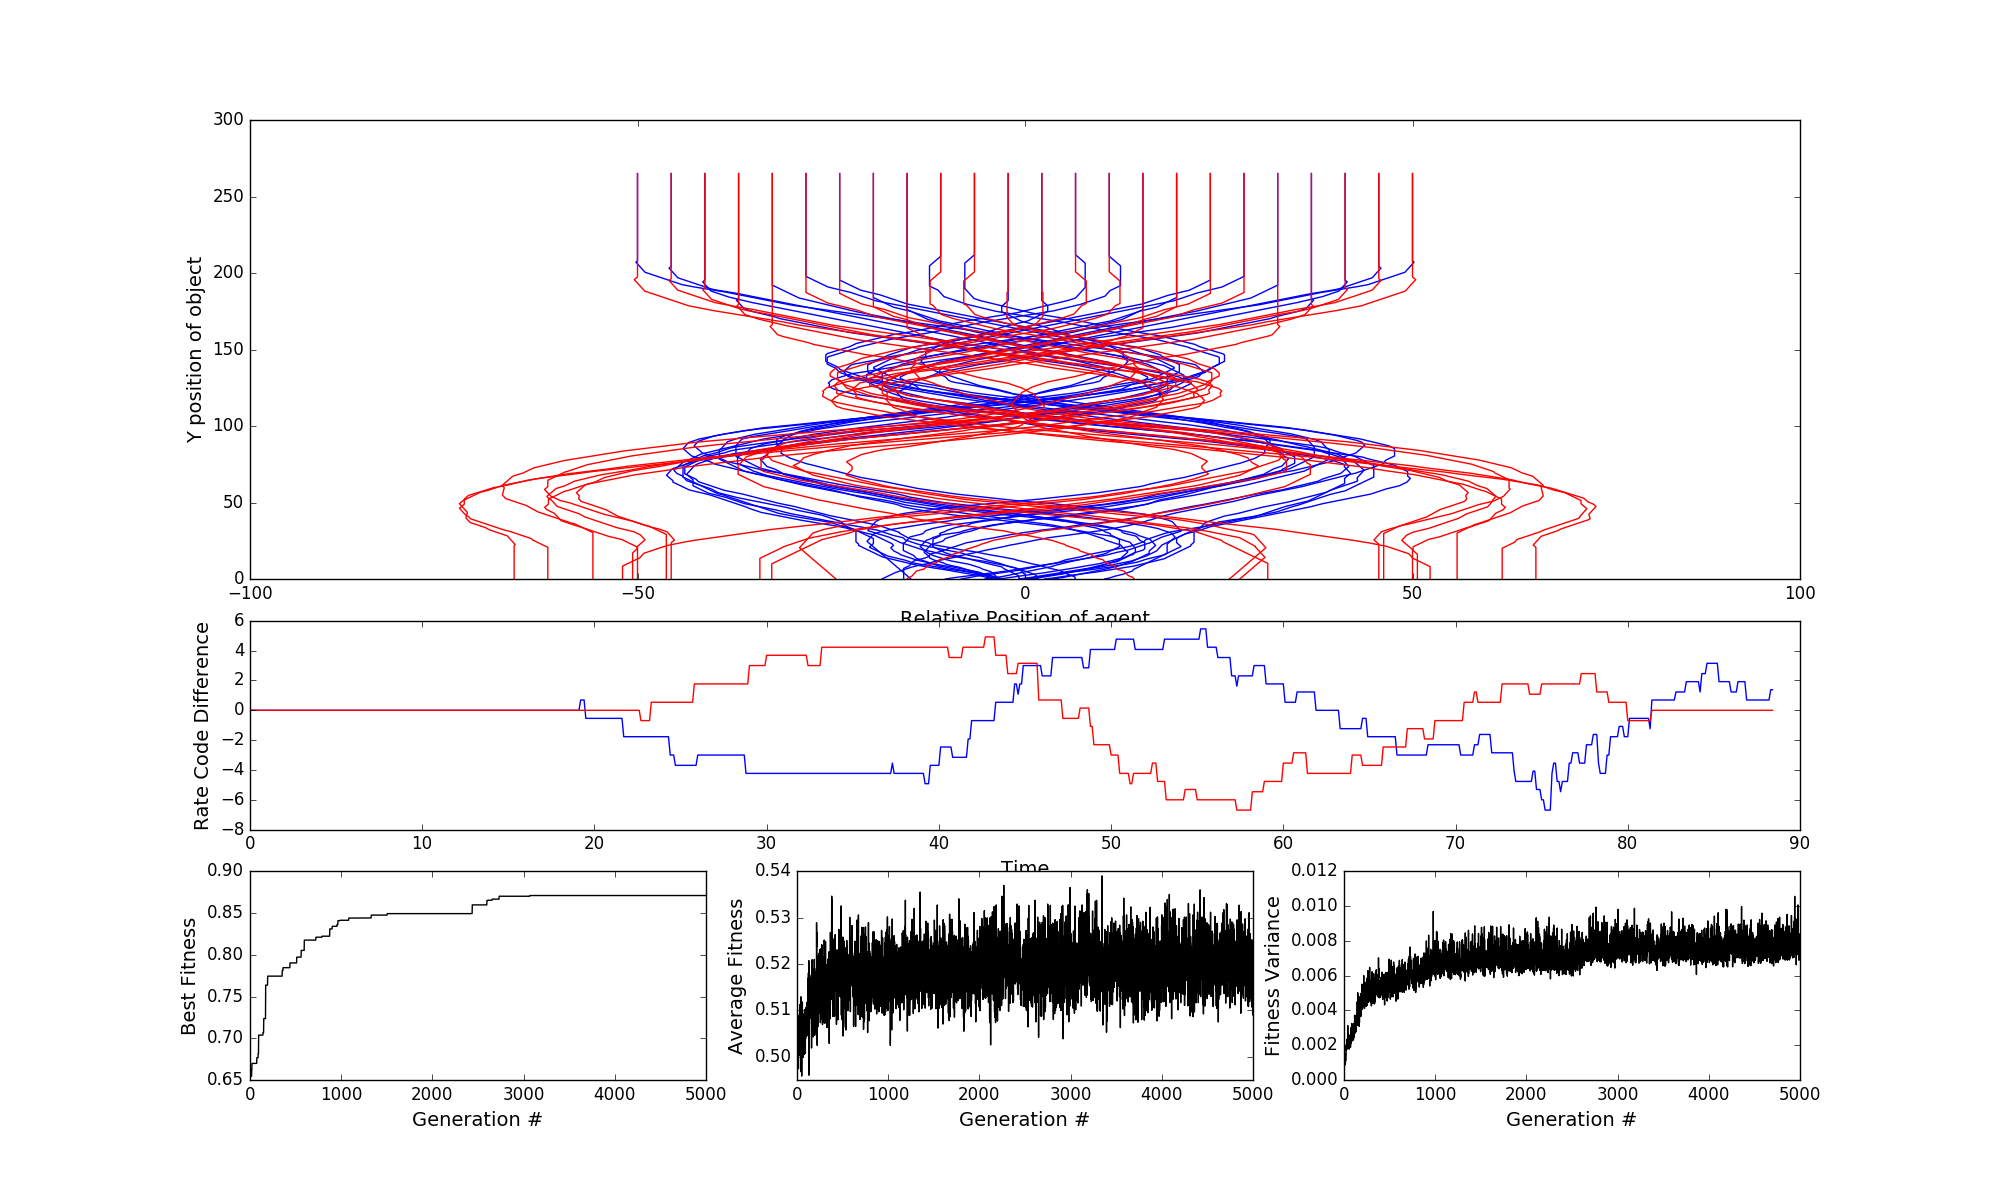 300
250
200
150
100
50
0
Y position of object
−100 −50 0 50 100
Relative Position of agent
6
4
2
0
−2
−4
−6
−8
Rate Code Difference
0 10 20 30 40 50 60 70 80 90
Time
0.90
0.85
0.80
0.75
0.70
0.65
Best Fitness
0 1000 2000 3000 4000 5000
Generation #
0.54
0.53
0.52
0.51
0.50
Average Fitness
0 1000 2000 3000 4000 5000
Generation #
0.012
0.010
0.008
0.006
0.004
0.002
0.000
Fitness Variance
0 1000 2000 3000 4000 5000
Generation #